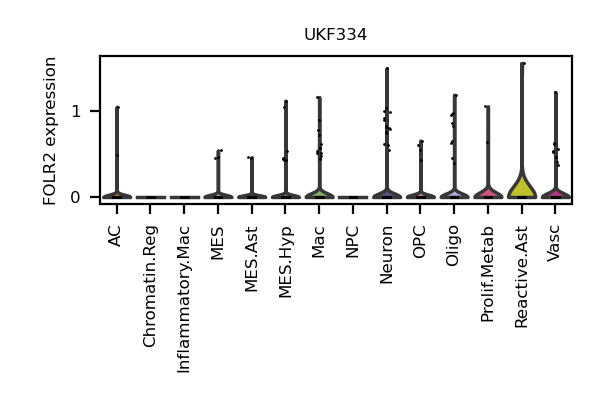 UKF334
FOLR2 expression
1
0
AC
Chromatin.Reg
Inflammatory.Mac
MES
MES.Ast
MES.Hyp
Mac
NPC
Neuron
OPC
Oligo
Prolif.Metab
Reactive.Ast
Vasc